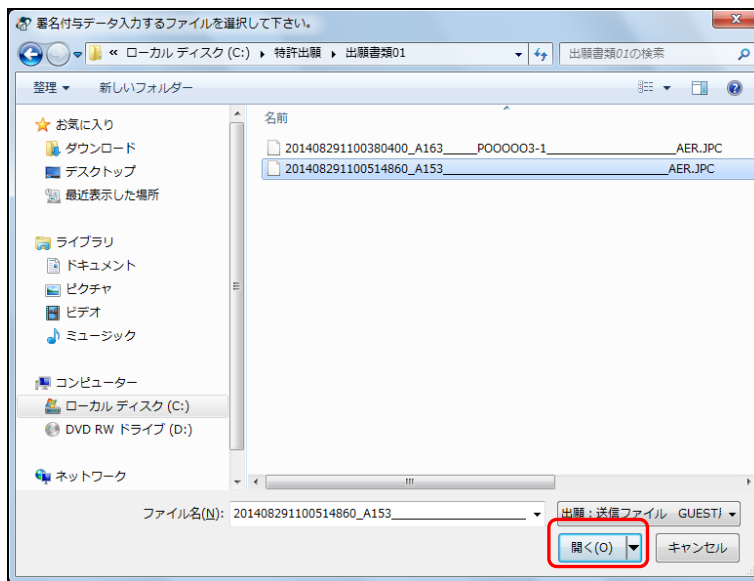 署名付与データ入力するファイルを選択して下さい。
« ローカル ディスク (C:) ▸ 特許出願 ▸ 出願書類01
出願書類01の検索
整理 ▼ 新しいフォルダー
お気に入り
ダウンロード
デスクトップ
最近表示した場所
ライブラリ
ドキュメント
ピクチャ
ビデオ
ミュージック
コンピューター
ローカル ディスク (C:)
DVD RW ドライブ (D:)
ネットワーク
名前
201408291100380400_A163_____POOOOO3-1____________________AER.JPC
201408291100514860_A153___________________________________AER.JPC
ファイル名(N): 201408291100514860_A153_____________________
出願：送信ファイル GUEST
開く(O) キャンセル